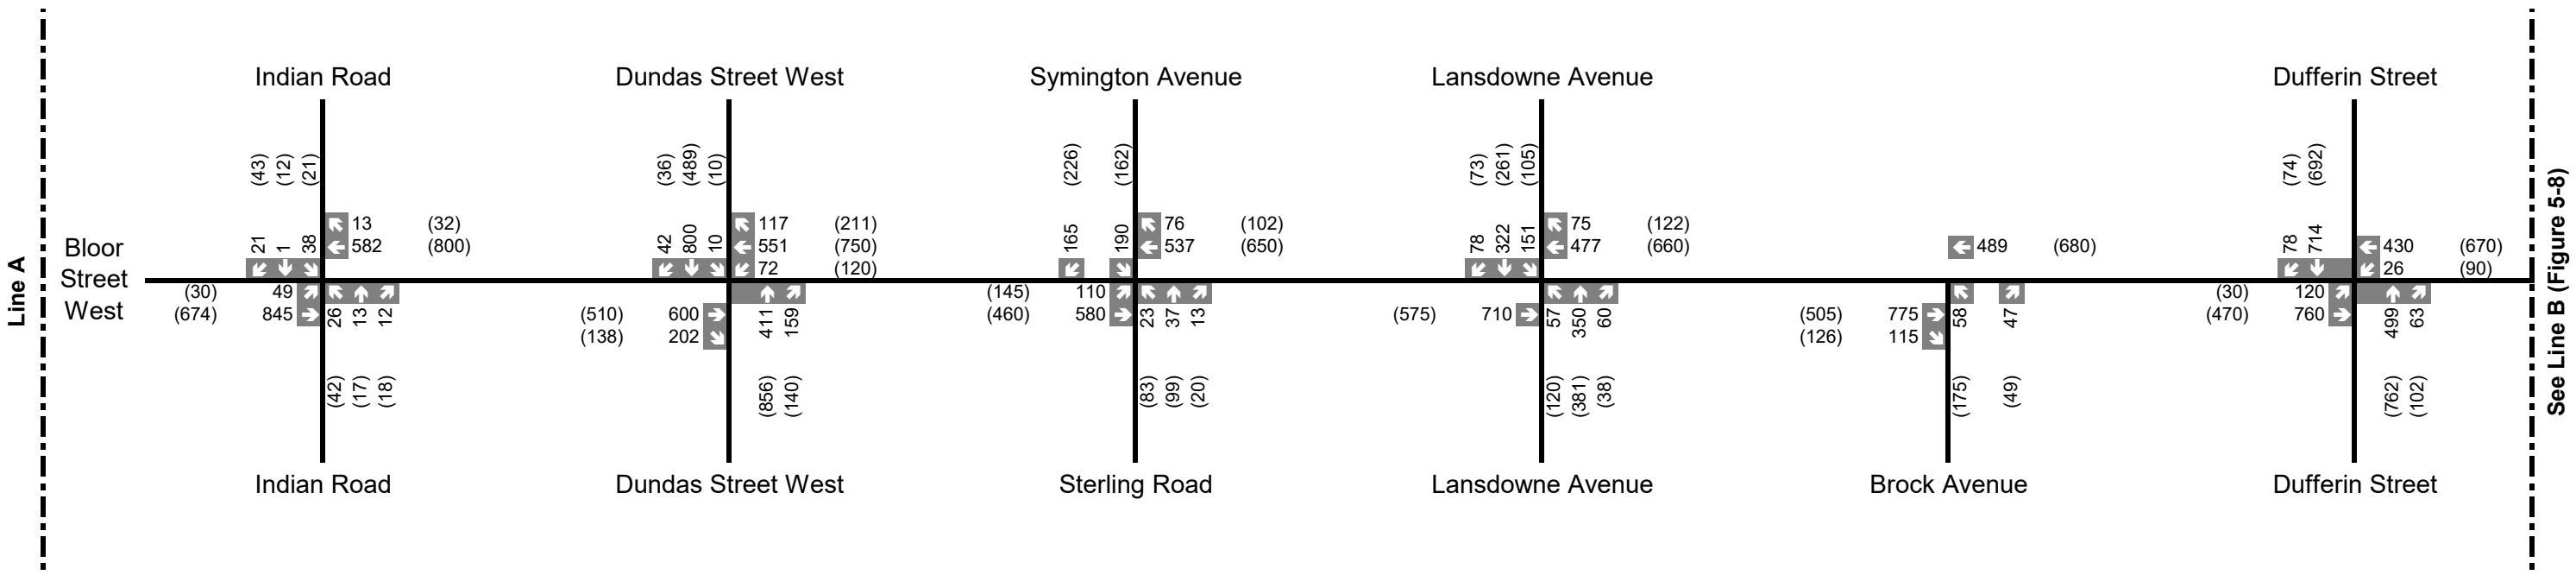 Indian Road
Dundas Street West
Symington Avenue
Lansdowne Avenue
Dufferin Street
(43) (12) (21)
(36) (489) (10)
(226) (162)
(73) (261) (105)
(74) (692)
21 1 38
42 800 10
165 190
78 322 151
78 714
13 (32)
582 (800)
117 (211)
551 (750)
72 (120)
76 (102)
537 (650)
75 (122)
477 (660)
489 (680)
430 (670)
26 (90)
Line A
Bloor
Street
West
See Line B (Figure 5-8)
(30) 49
(674) 845
(510) 600
(138) 202
(145) 110
(460) 580
(575) 710
(505) 775
(126) 115
(30) 120
(470) 760
26 13 12
411 159
23 37 13
57 350 60
58 47
499 63
(42) (17) (18)
(856) (140)
(83) (99) (20)
(120) (381) (38)
(175) (49)
(762) (102)
Indian Road
Dundas Street West
Sterling Road
Lansdowne Avenue
Brock Avenue
Dufferin Street